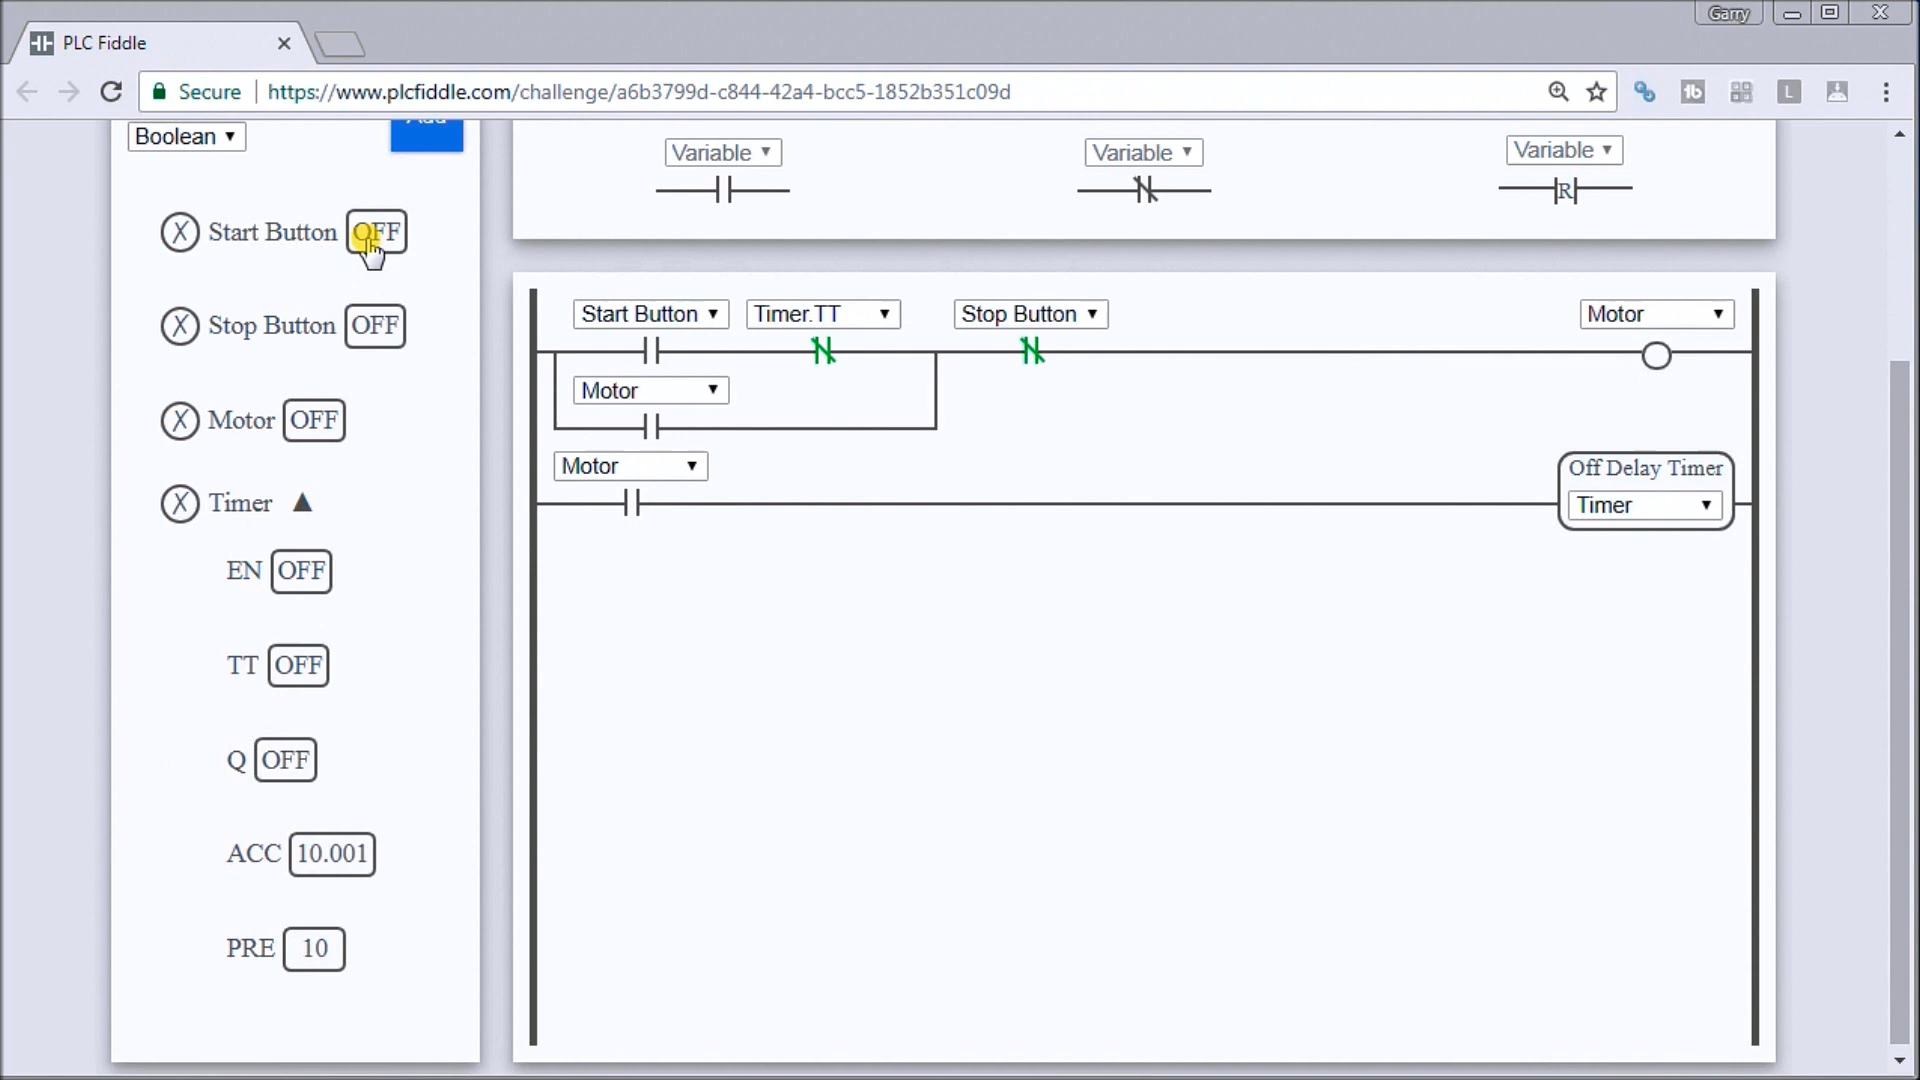 Garry
PLC Fiddle
Secure https://www.plcfiddle.com/challenge/a6b3799d-c844-42a4-bcc5-1852b351c09d
Boolean
Add
Start Button OFF
Stop Button OFF
Motor OFF
Timer
EN OFF
TT OFF
Q OFF
ACC 10.001
PRE 10
Variable
Variable
Variable
R
Start Button
Timer.TT
Stop Button
Motor
Motor
Motor
Off Delay Timer
Timer